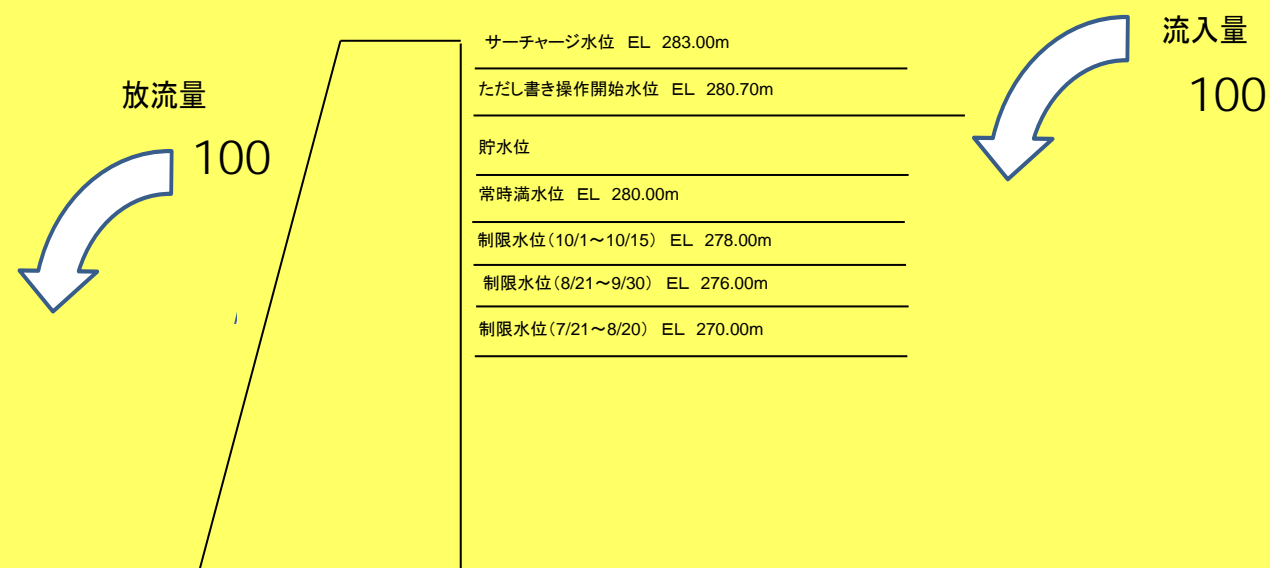 サーチャージ水位 EL 283.00m
流入量
100
ただし書き操作開始水位 EL 280.70m
放流量
100
貯水位
常時満水位 EL 280.00m
制限水位(10/1～10/15) EL 278.00m
制限水位(8/21～9/30) EL 276.00m
制限水位(7/21～8/20) EL 270.00m